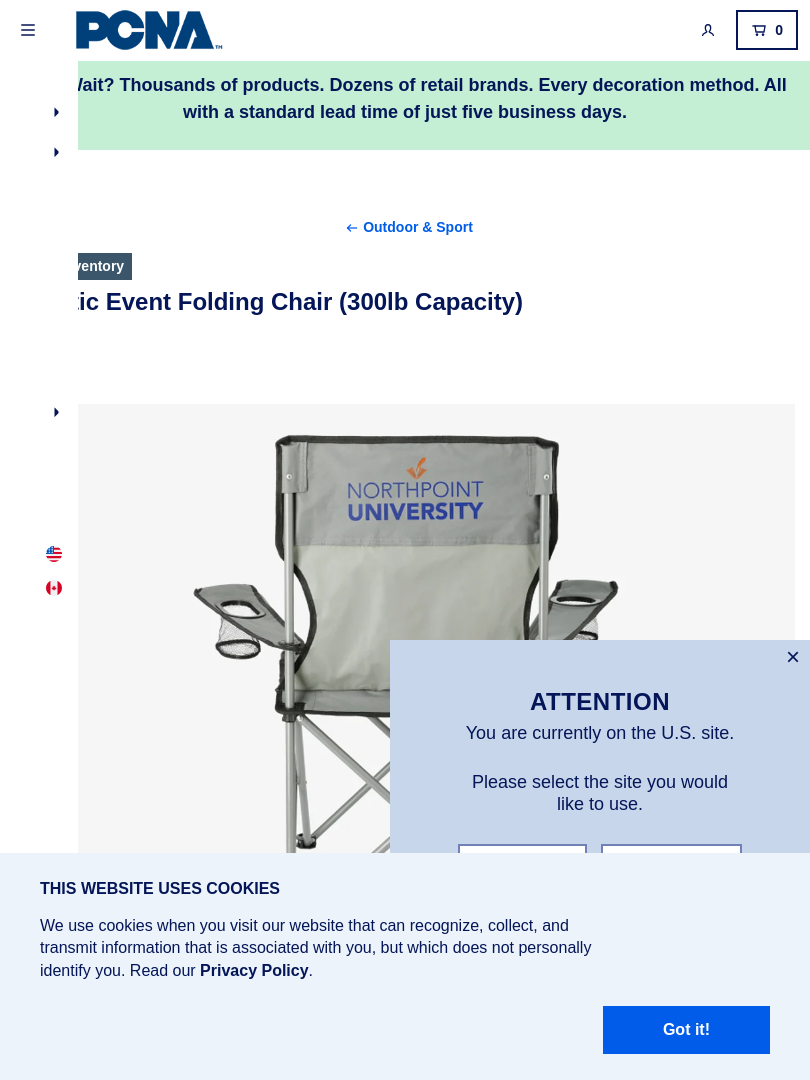 PCNA™
0
Wait? Thousands of products. Dozens of retail brands. Every decoration method. All
with a standard lead time of just five business days.
← Outdoor & Sport
Event Folding Chair (300lb Capacity)
NORTHPOINT
UNIVERSITY
ATTENTION
You are currently on the U.S. site.
Please select the site you would
like to use.
THIS WEBSITE USES COOKIES
We use cookies when you visit our website that can recognize, collect, and
transmit information that is associated with you, but which does not personally
identify you. Read our Privacy Policy.
Got it!